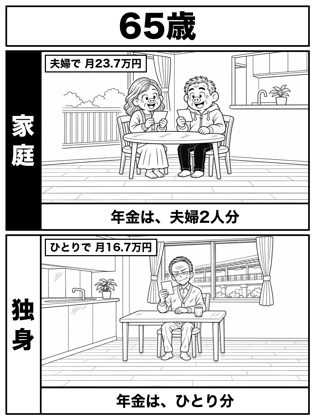 65歳
家庭
夫婦で 月23.7万円
年金は、夫婦2人分
独身
ひとりで 月16.7万円
年金は、ひとり分